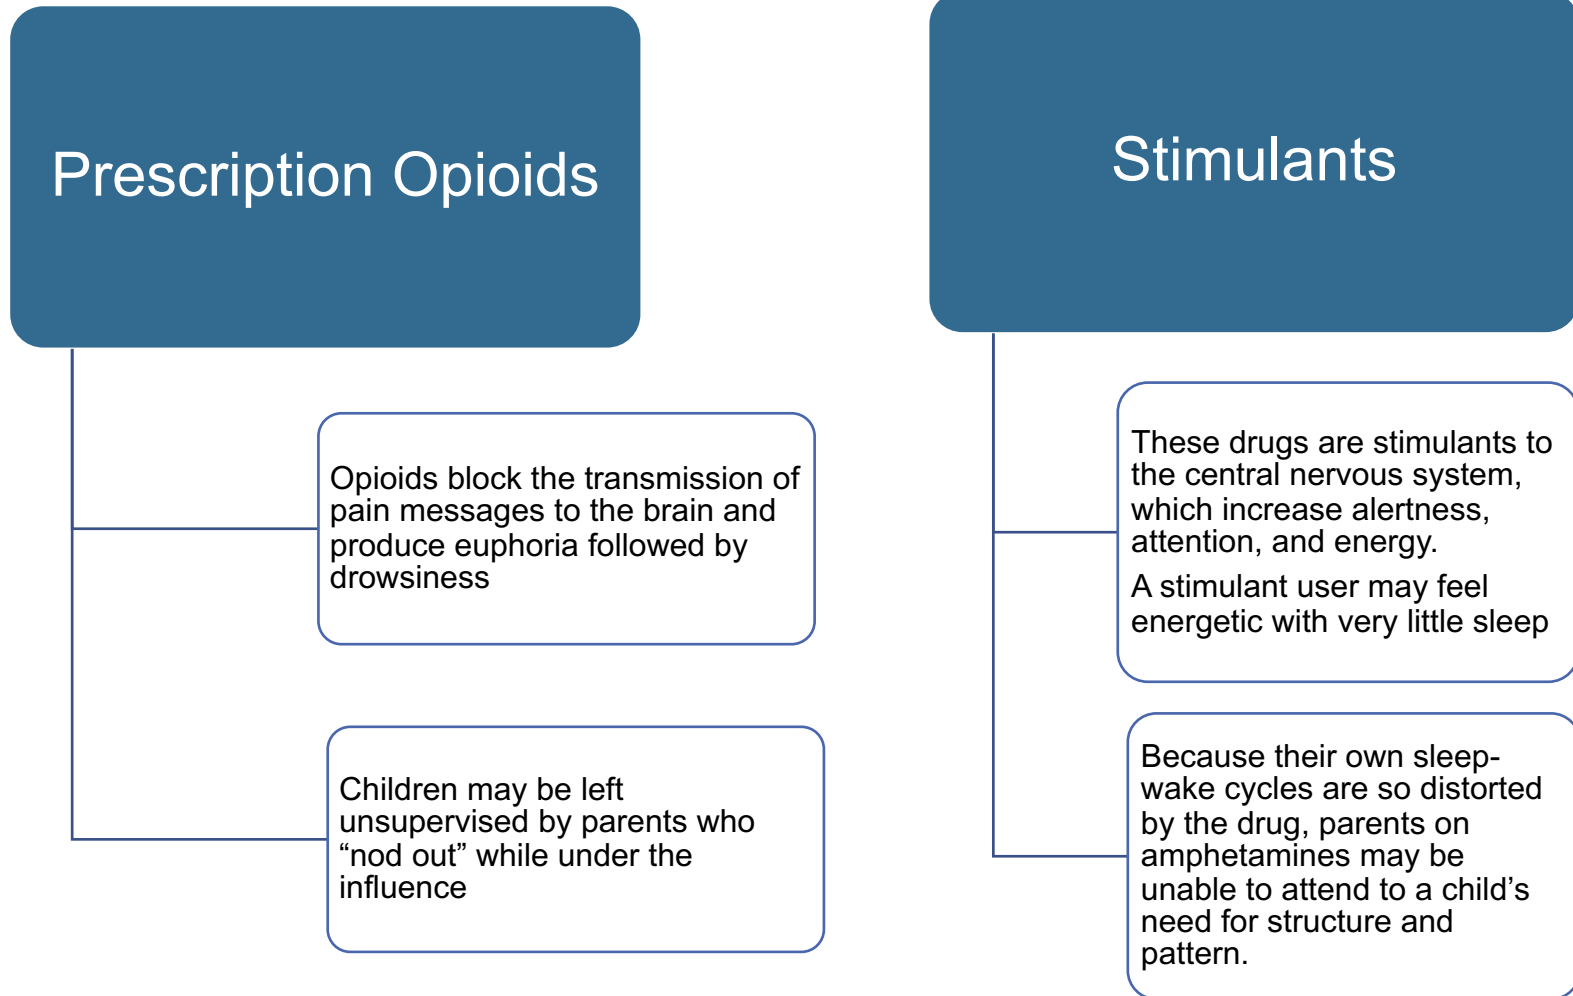 Prescription Opioids
Opioids block the transmission of
pain messages to the brain and
produce euphoria followed by
drowsiness
Children may be left
unsupervised by parents who
“nod out” while under the
influence
Stimulants
These drugs are stimulants to
the central nervous system,
which increase alertness,
attention, and energy.
A stimulant user may feel
energetic with very little sleep
Because their own sleep-
wake cycles are so distorted
by the drug, parents on
amphetamines may be
unable to attend to a child’s
need for structure and
pattern.